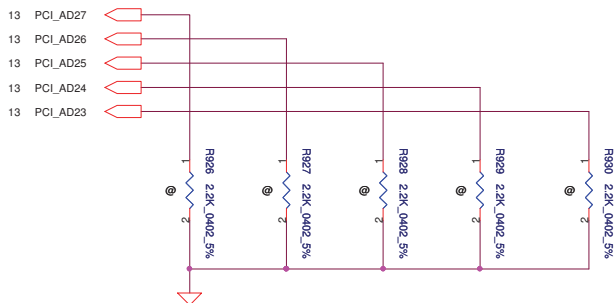 13 PCI_AD27
13 PCI_AD26
13 PCI_AD25
13 PCI_AD24
13 PCI_AD23
1
R926
2.2K_0402_5%
@
2
1
R927
2.2K_0402_5%
@
2
1
R928
2.2K_0402_5%
@
2
1
R929
2.2K_0402_5%
@
2
1
R930
2.2K_0402_5%
@
2